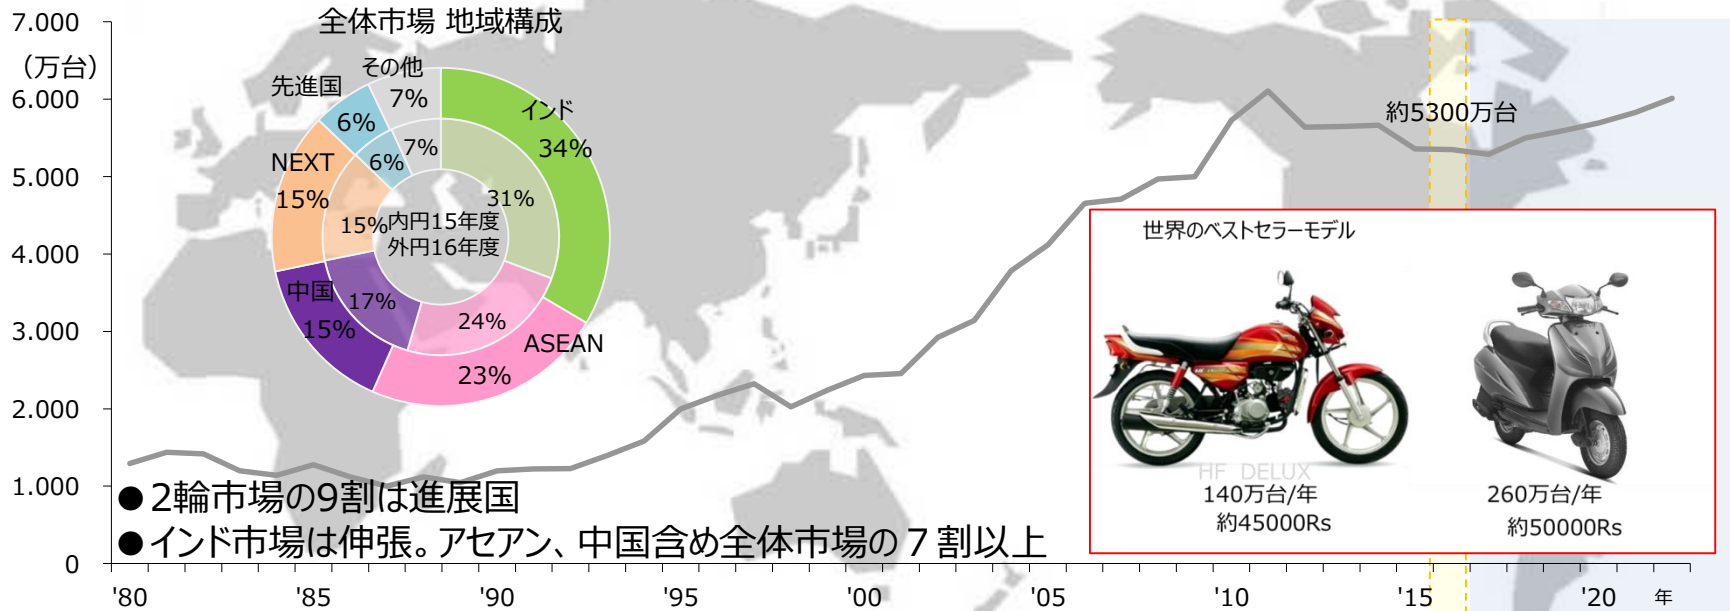 全体市場 地域構成
7.000
(万台)
6.000
5.000
4.000
3.000
2.000
1.000
0
その他
7%
先進国
6%
インド
34%
NEXT
15%
中国
15%
ASEAN
23%
7%
6%
31%
15%
17%
24%
内円15年度
外円16年度
約5300万台
世界のベストセラーモデル
HF DELUX
140万台/年
約45000Rs
260万台/年
約50000Rs
●2輪市場の9割は進展国
●インド市場は伸張。アセアン、中国含め全体市場の7割以上
'80
'85
'90
'95
'00
'05
'10
'15
'20
年